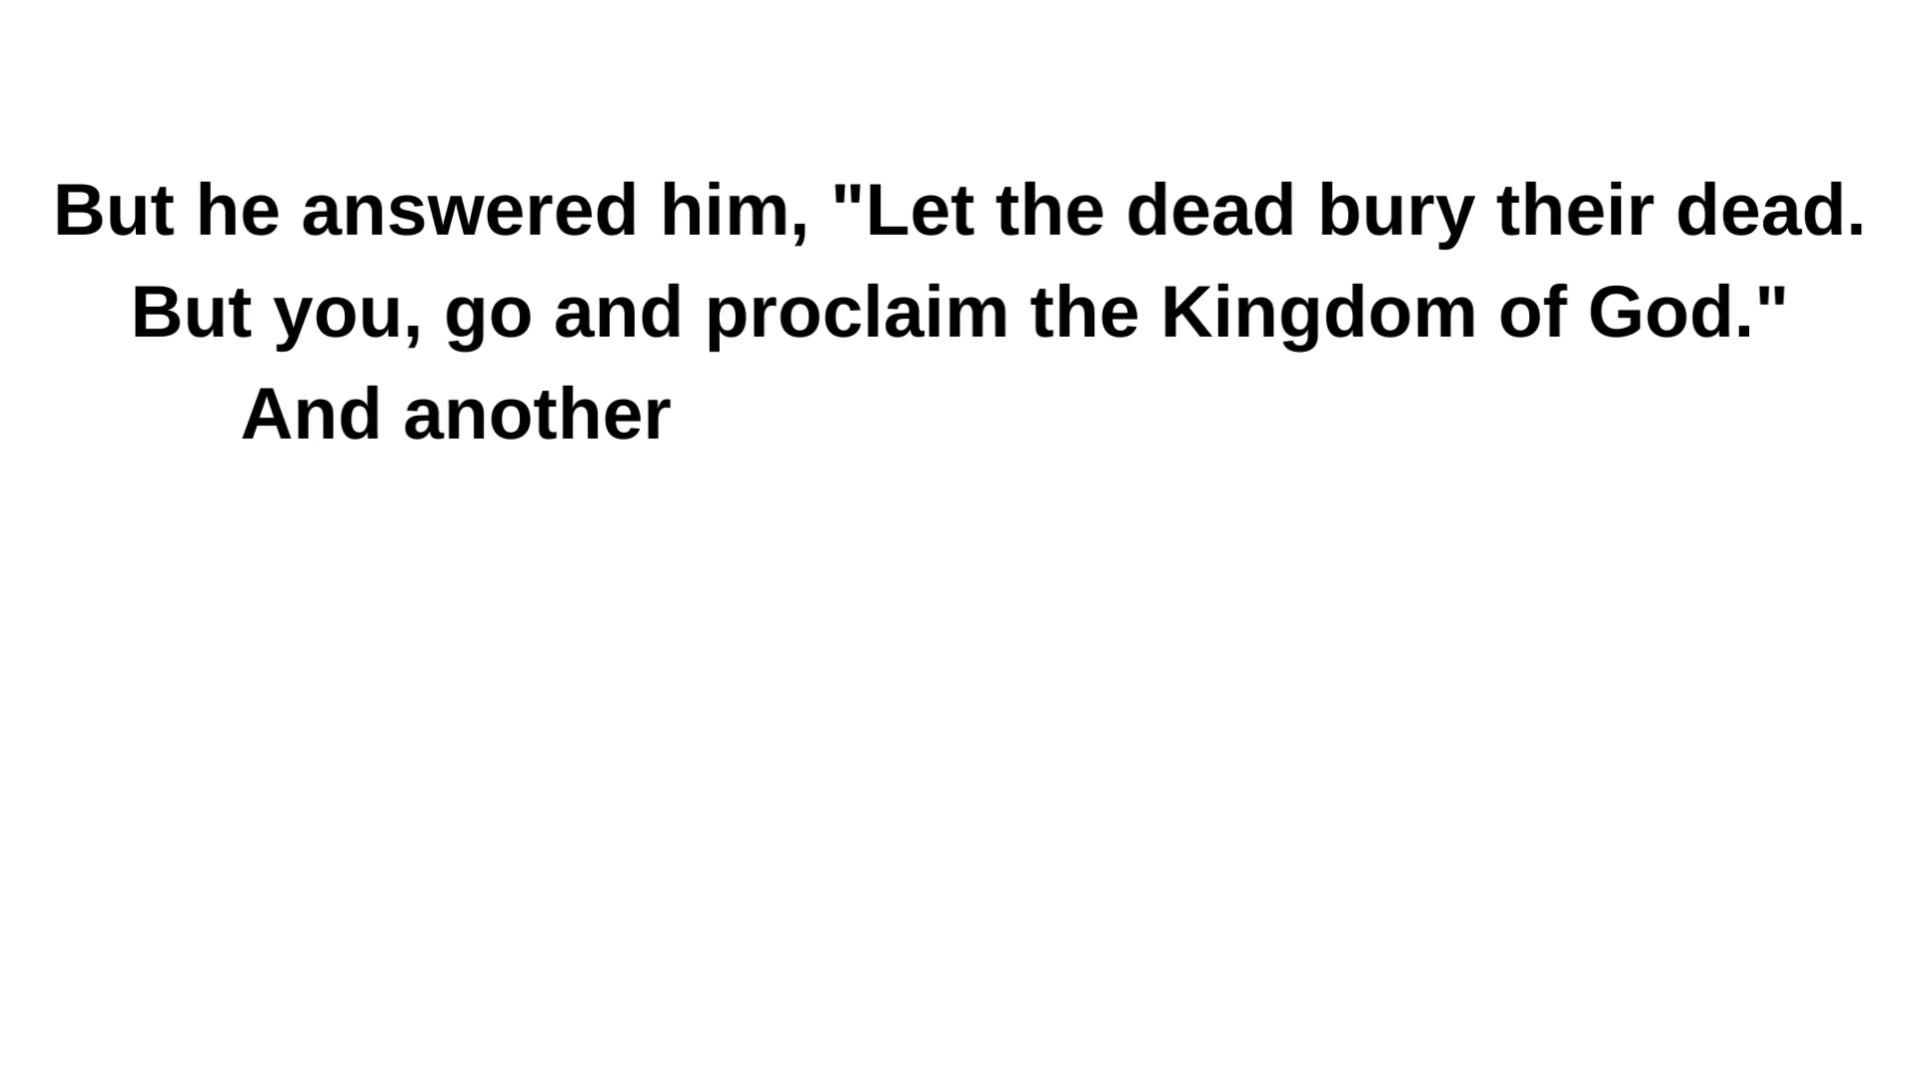 But he answered him, "Let the dead bury their dead.
But you, go and proclaim the Kingdom of God."
And another